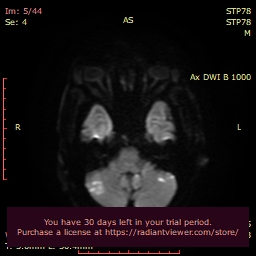 Im: 5/44
Se: 4
AS
STP78
STP78
M
Ax DWI B 1000
R
L
You have 30 days left in your trial period.
Purchase a license at https://radiantviewer.com/store/